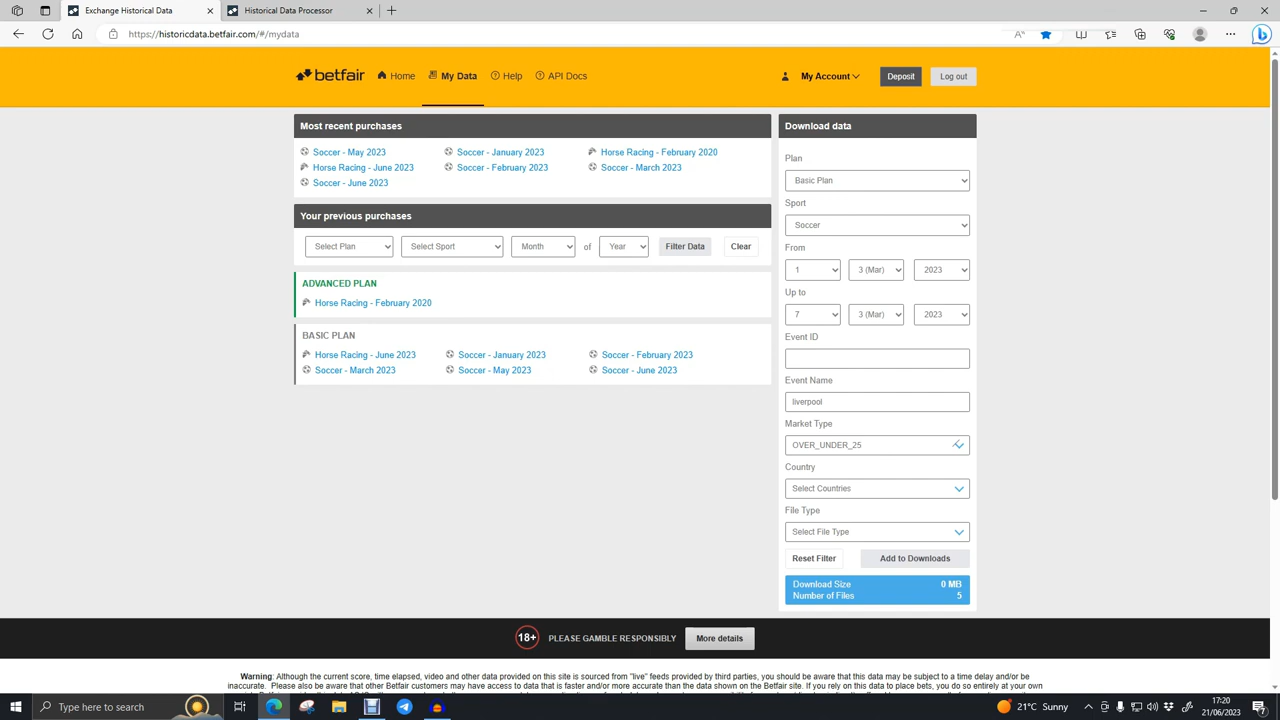 Exchange Historical Data
Historical Data Processor
https://historicdata.betfair.com/#/mydata
betfair
Home
My Data
Help
API Docs
My Account
Deposit
Log out
Most recent purchases
Soccer - May 2023
Soccer - January 2023
Horse Racing - February 2020
Horse Racing - June 2023
Soccer - February 2023
Soccer - March 2023
Soccer - June 2023
Your previous purchases
Select Plan
Select Sport
Month
of
Year
Filter Data
Clear
ADVANCED PLAN
Horse Racing - February 2020
BASIC PLAN
Horse Racing - June 2023
Soccer - January 2023
Soccer - February 2023
Soccer - March 2023
Soccer - May 2023
Soccer - June 2023
Download data
Plan
Basic Plan
Sport
Soccer
From
1
3 (Mar)
2023
Up to
7
3 (Mar)
2023
Event ID
Event Name
liverpool
Market Type
OVER_UNDER_25
Country
Select Countries
File Type
Select File Type
Reset Filter
Add to Downloads
Download Size 0 MB
Number of Files 5
18+
PLEASE GAMBLE RESPONSIBLY
More details
Warning: Although the current score, time elapsed, video and other data provided on this site is sourced from "live" feeds provided by third parties, you should be aware that this data may be subject to a time delay and/or be
inaccurate. Please also be aware that other Betfair customers may have access to data that is faster and/or more accurate than the data shown on the Betfair site. If you rely on this data to place bets, you do so entirely at your own
Type here to search
21°C Sunny
17:20
21/06/2023